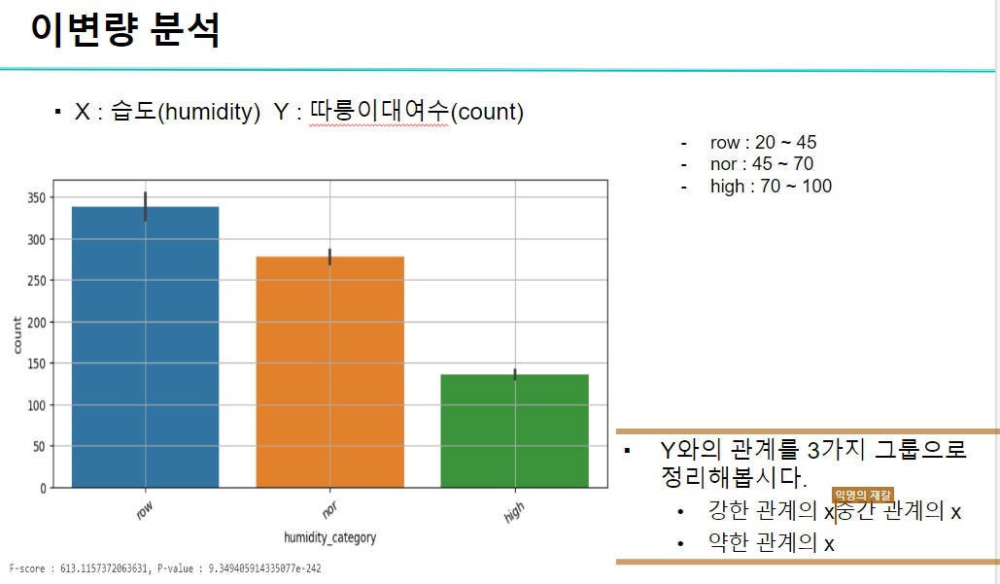 이변량 분석
▪ X : 습도(humidity) Y : 따릉이대여수(count)
- row : 20 ~ 45
- nor : 45 ~ 70
- high : 70 ~ 100
350
300
250
200
150
100
50
0
count
row
nor
high
humidity_category
F-score : 613.1157372063631, P-value : 9.349405914335077e-242
▪ Y와의 관계를 3가지 그룹으로
정리해봅시다.
익명의 재칼
• 강한 관계의 x중간 관계의 x
• 약한 관계의 x